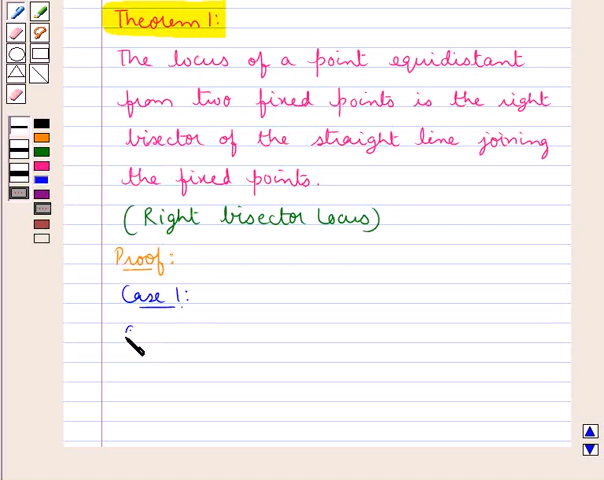 Theorem 1:
The locus of a point equidistant
from two fixed points is the right
bisector of the straight line joining
the fixed points.
(Right bisector Locus)
Proof:
Case 1: